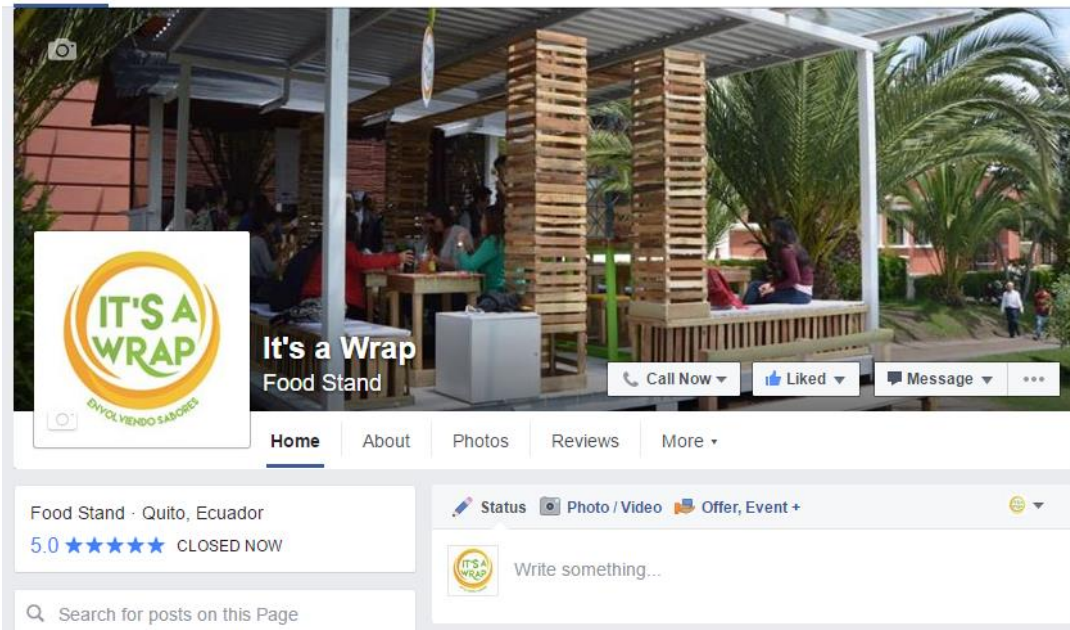 IT'S A
WRAP
ENVOLVIENDO SABORES
It's a Wrap
Food Stand
Call Now
Liked
Message
Home
About
Photos
Reviews
More
Food Stand · Quito, Ecuador
5.0 ★★★★★ CLOSED NOW
Search for posts on this Page
Status
Photo / Video
Offer, Event +
IT'S A
WRAP
Write something...